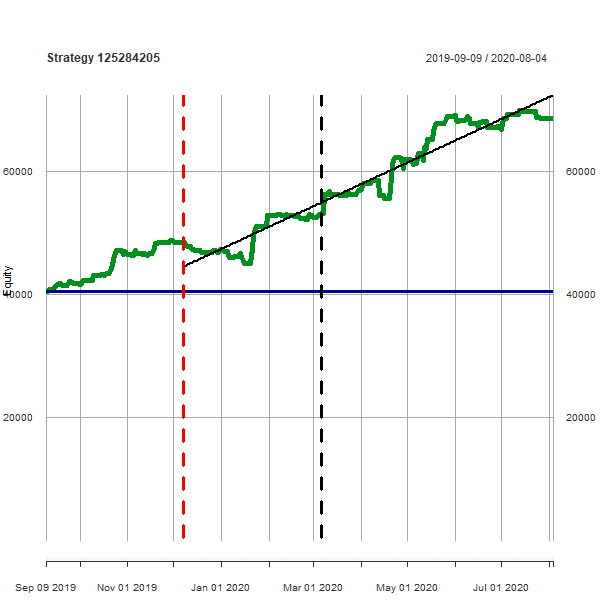 Strategy 125284205
2019-09-09 / 2020-08-04
60000
60000
Equity
40000
40000
20000
20000
Sep 09 2019
Nov 01 2019
Jan 01 2020
Mar 01 2020
May 01 2020
Jul 01 2020